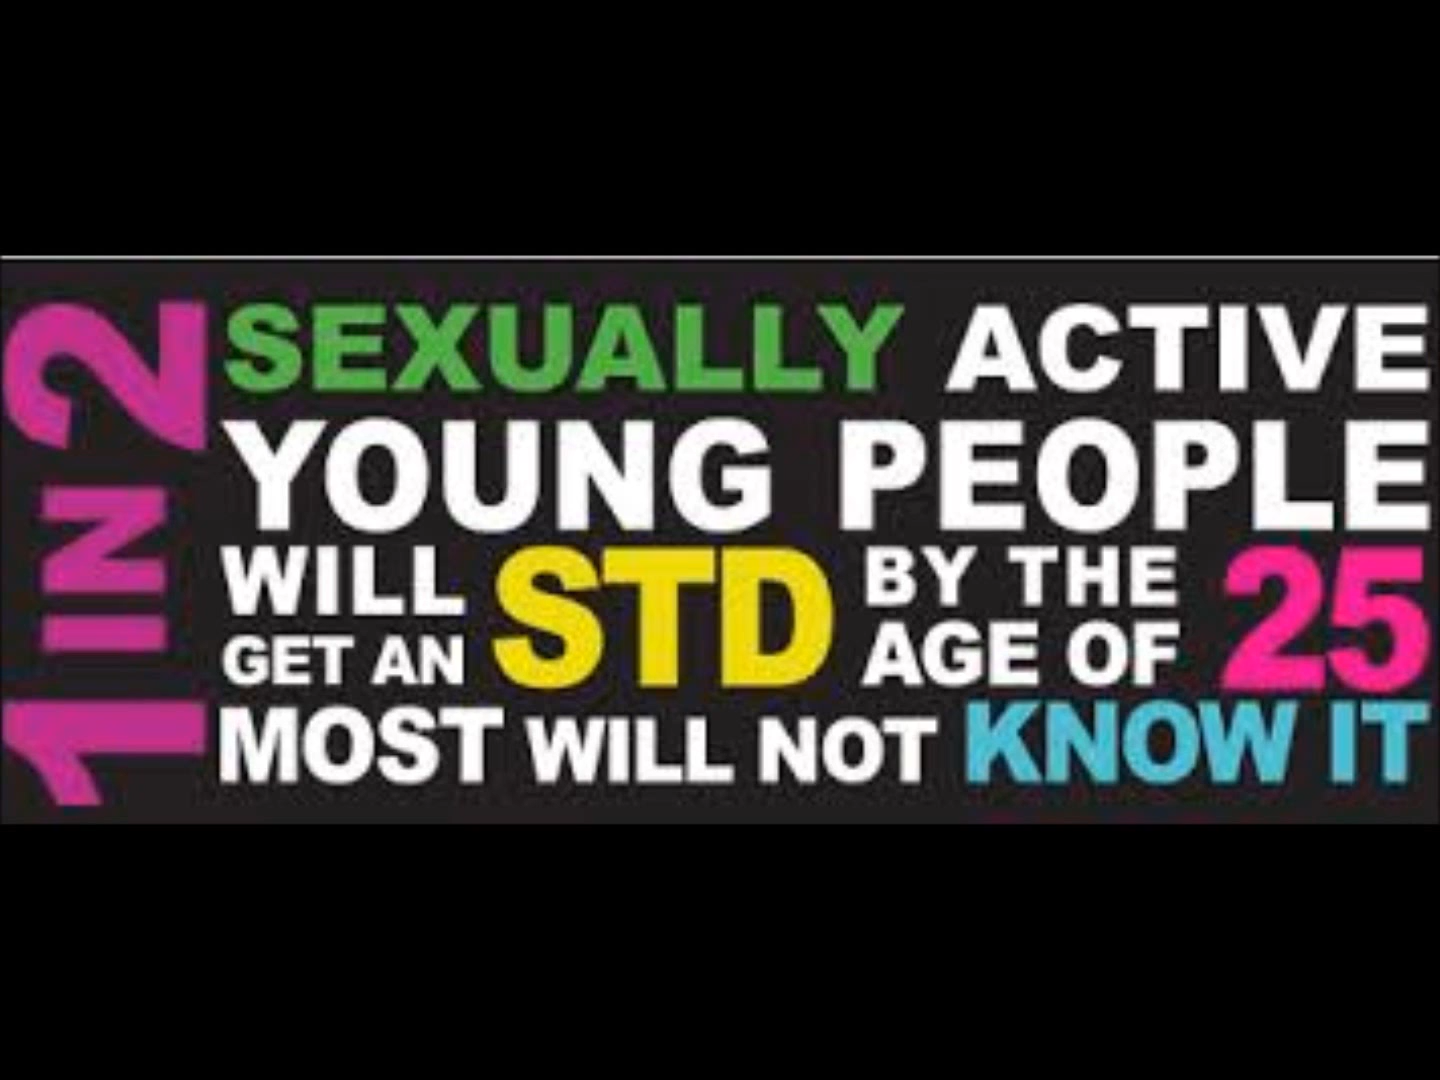 1 IN 2
SEXUALLY ACTIVE
YOUNG PEOPLE
WILL GET AN STD BY THE AGE OF 25
MOST WILL NOT KNOW IT